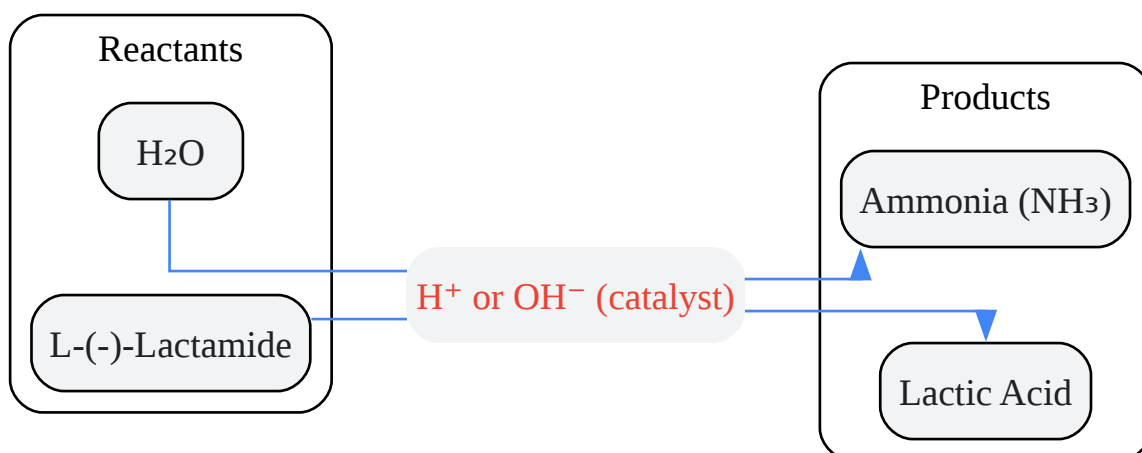 Reactants
H₂O
L-(-)-Lactamide
H⁺ or OH⁻ (catalyst)
Products
Ammonia (NH₃)
Lactic Acid